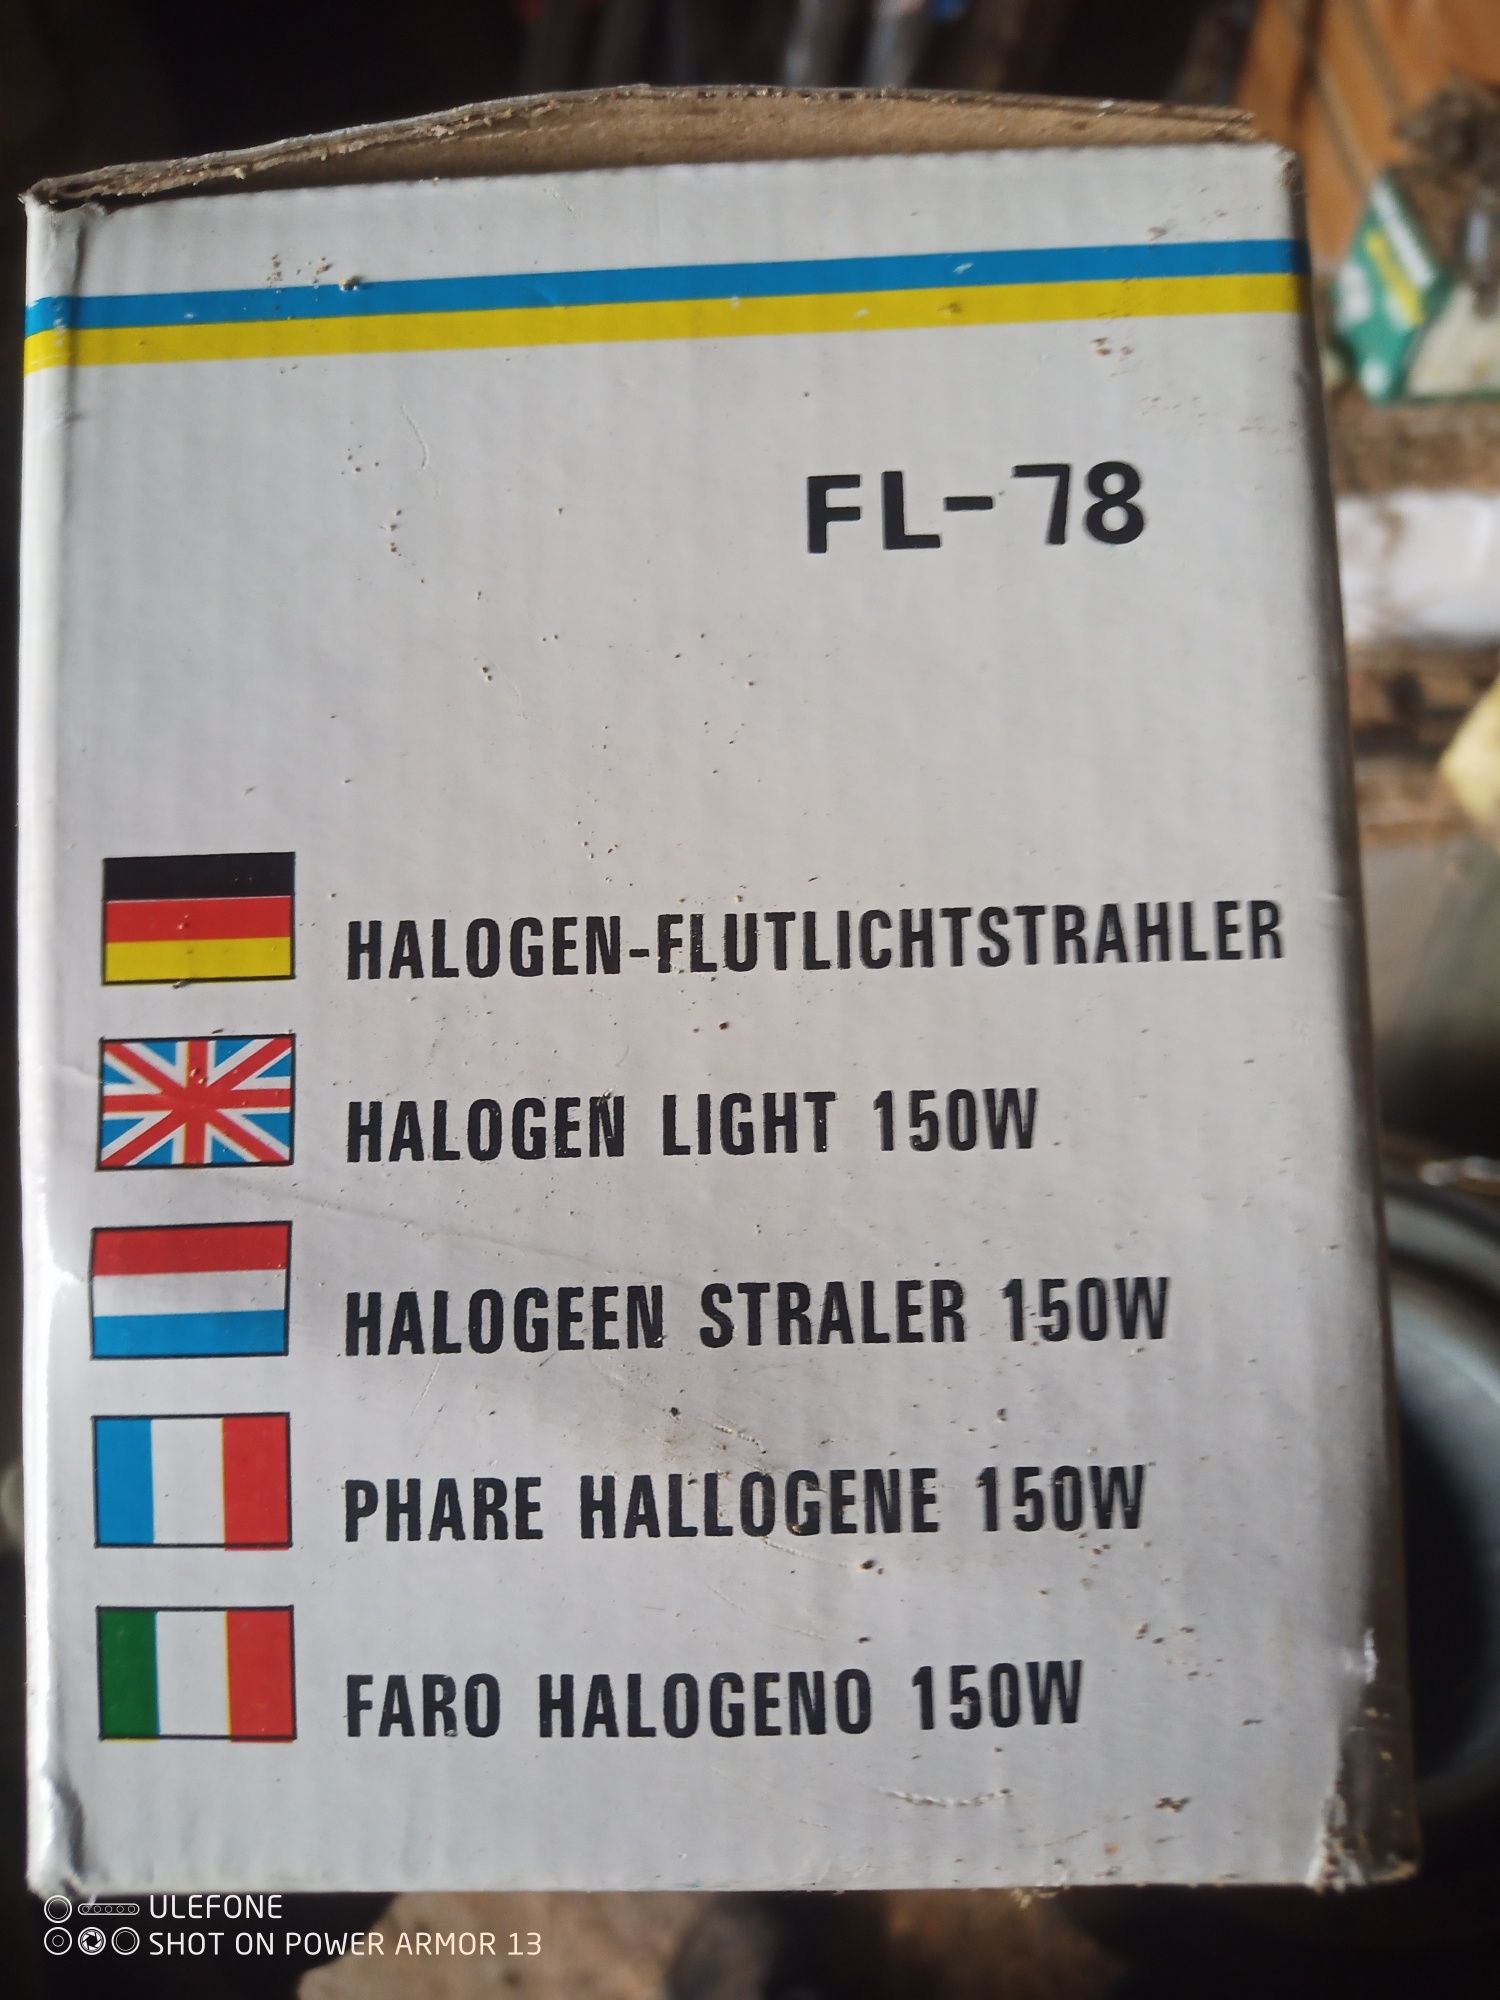 FL-78
HALOGEN-FLUTLICHTSTRAHLER
HALOGEN LIGHT 150W
HALOGEEN STRALER 150W
PHARE HALLOGENE 150W
FARO HALOGENO 150W
ULEFONE
SHOT ON POWER ARMOR 13